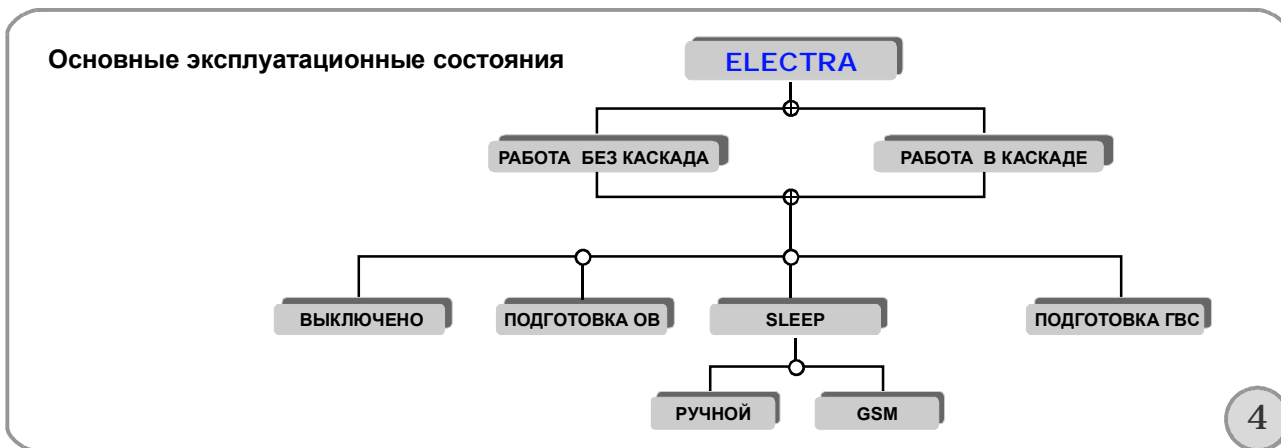 Основные эксплуатационные состояния
ELECTRA
РАБОТА БЕЗ КАСКАДА
РАБОТА В КАСКАДЕ
ВЫКЛЮЧЕНО
ПОДГОТОВКА ОВ
SLEEP
ПОДГОТОВКА ГВС
РУЧНОЙ
GSM
4